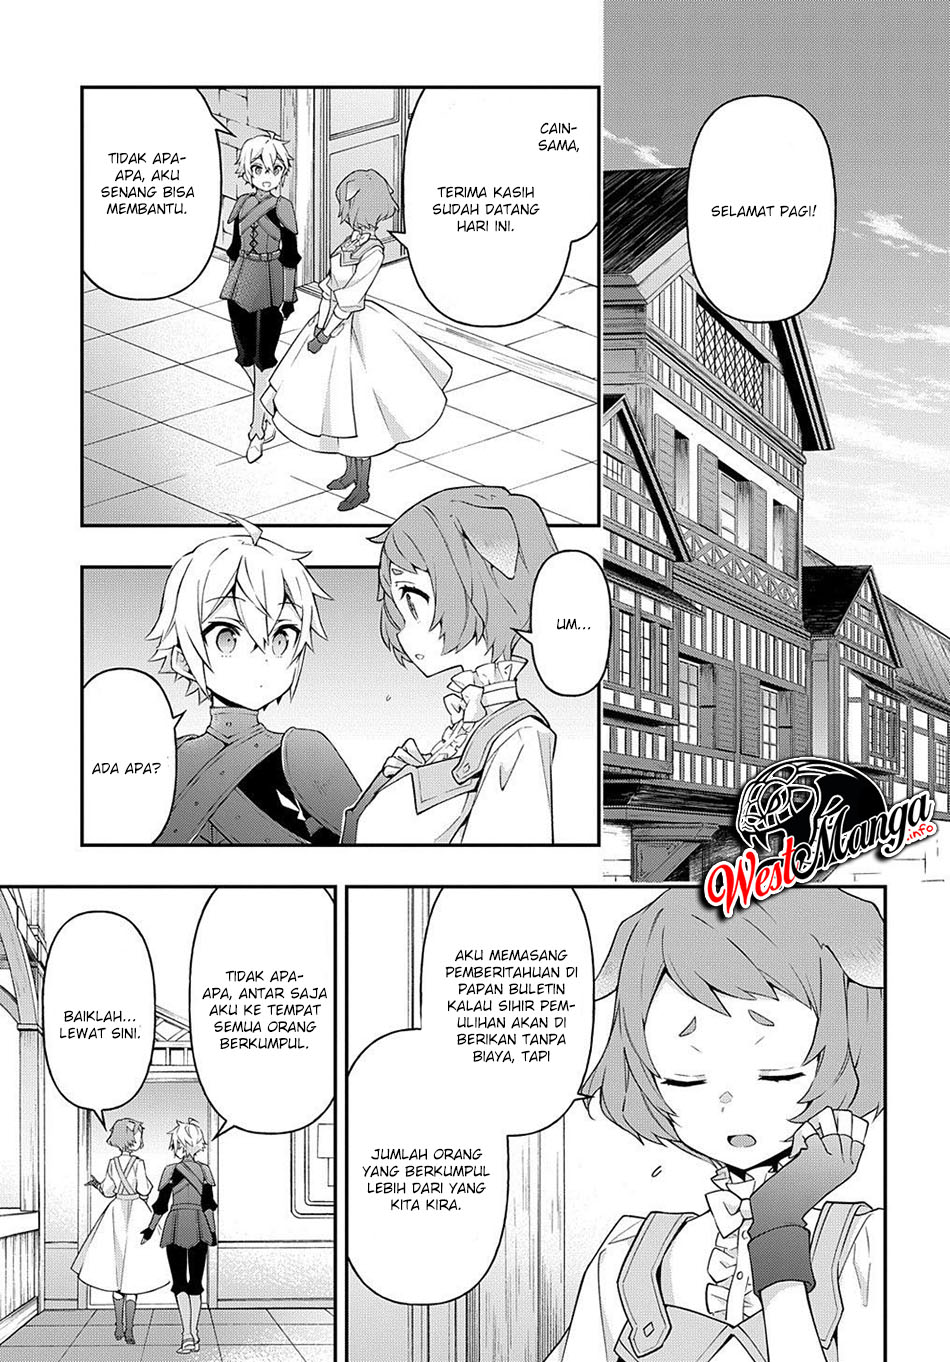 SELAMAT PAGI!
CAIN-
SAMA,
TERIMA KASIH
SUDAH DATANG
HARI INI.
TIDAK APA-
APA, AKU
SENANG BISA
MEMBANTU.
UM...
ADA APA?
WestManga
.info
AKU MEMASANG
PEMBERITAHUAN DI
PAPAN BULETIN
KALAU SIHIR PEM-
ULIHAN AKAN DI
BERIKAN TANPA
BIAYA, TAPI
JUMLAH ORANG
YANG BERKUMPUL
LEBIH DARI YANG
KITA KIRA.
TIDAK APA-
APA, ANTAR SAJA
AKU KE TEMPAT
SEMUA ORANG
BERKUMPUL.
BAIKLAH...
LEWAT SINI.